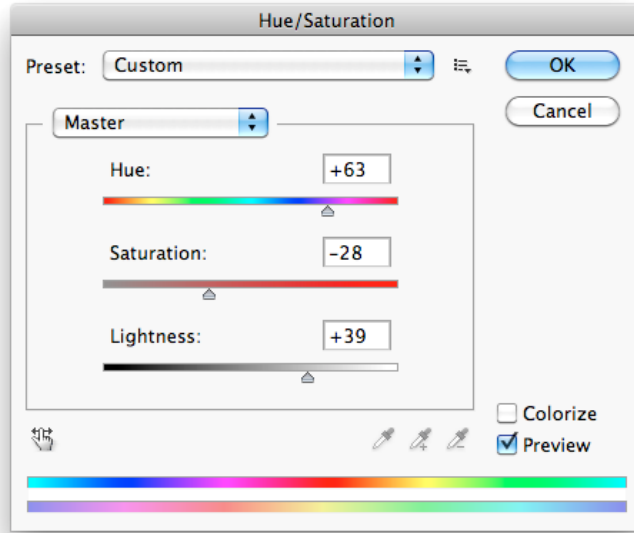 Hue/Saturation
Preset: Custom
OK
Cancel
Master
Hue: +63
Saturation: -28
Lightness: +39
Colorize
Preview